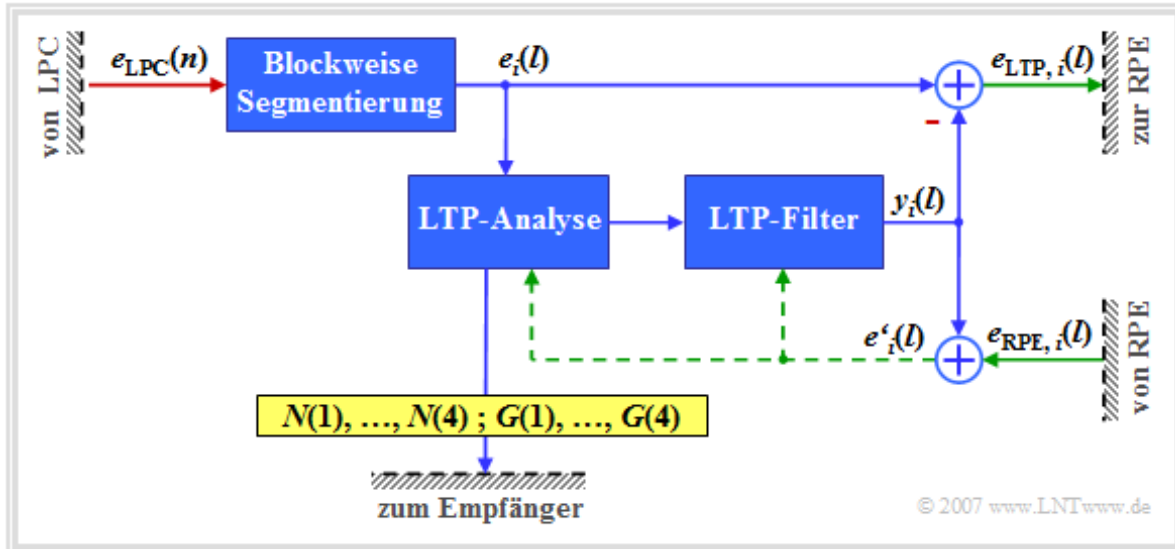 von LPC
e_LPC(n)
Blockweise
Segmentierung
e_i(l)
e_LTP, i(l)
zur RPE
+
-
LTP-Analyse
LTP-Filter
y_i(l)
e‘_i(l)
+
e_RPE, i(l)
von RPE
N(1), …, N(4) ; G(1), …, G(4)
zum Empfänger
© 2007 www.LNTwww.de